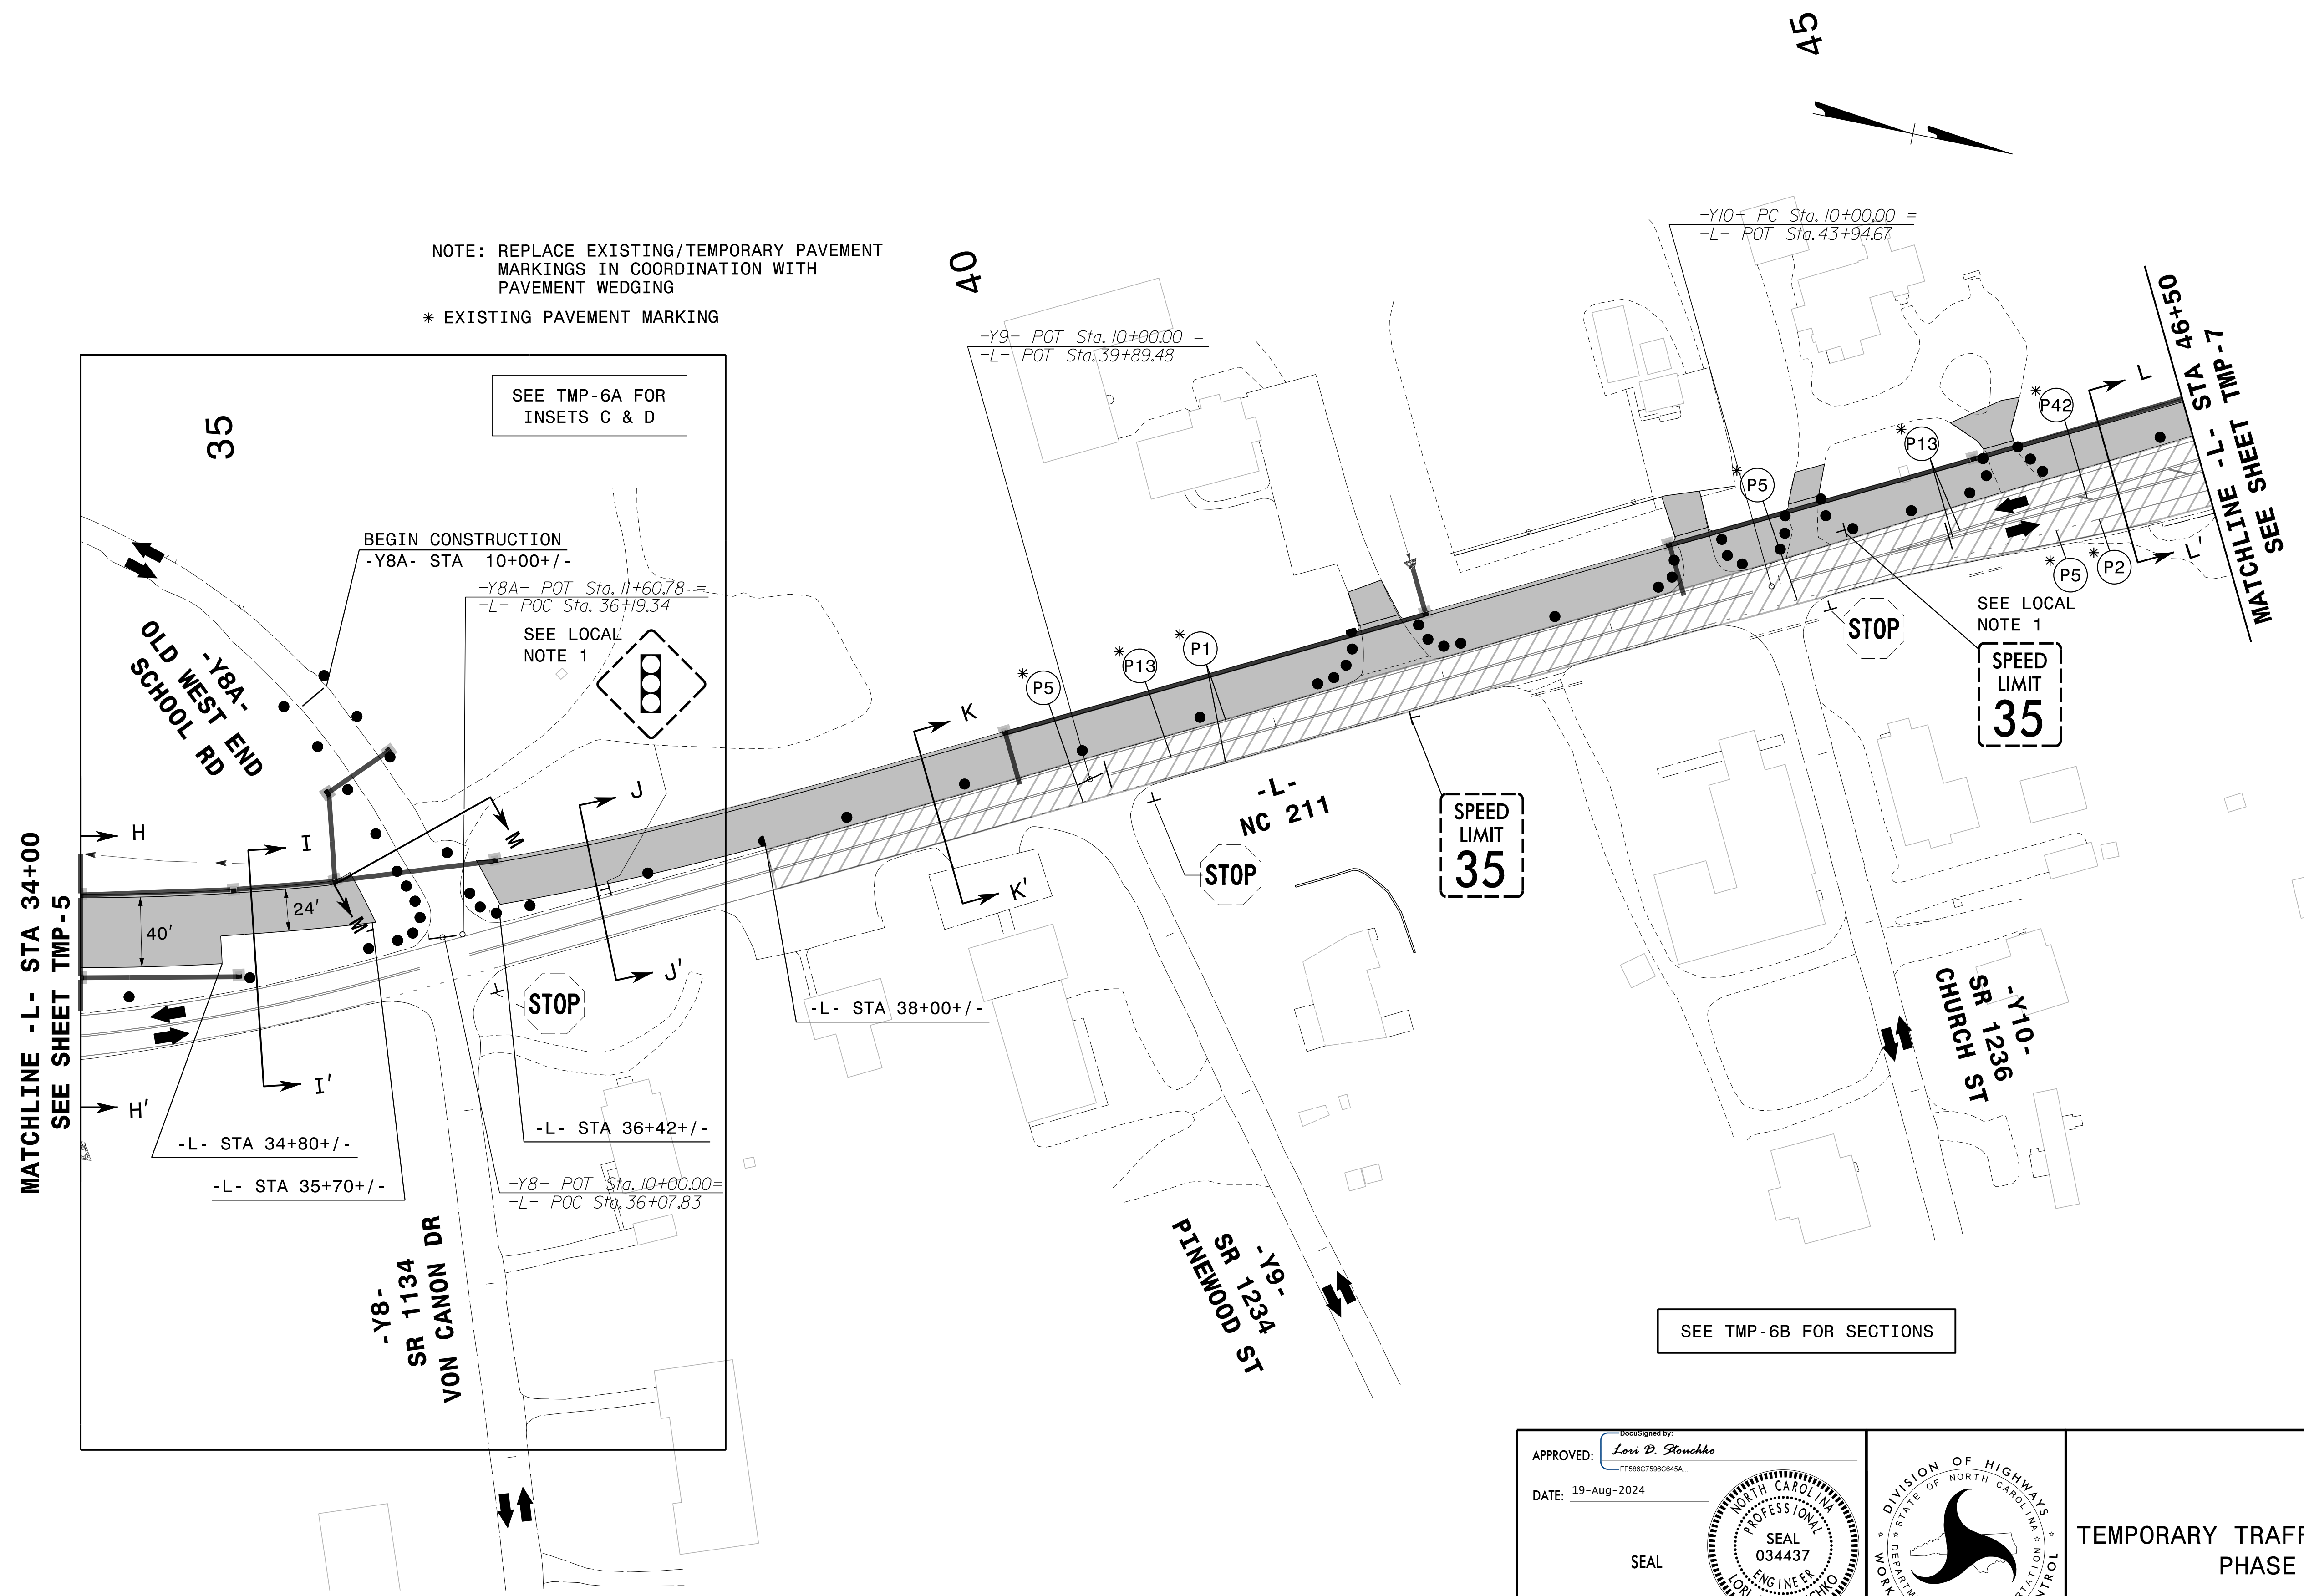 45
NOTE: REPLACE EXISTING/TEMPORARY PAVEMENT
MARKINGS IN COORDINATION WITH
PAVEMENT WEDGING
* EXISTING PAVEMENT MARKING
40
-Y10- PC Sta. 10+00.00 =
-L- POT Sta. 43+94.67
-Y9- POT Sta. 10+00.00 =
-L- POT Sta. 39+89.48
MATCHLINE -L- STA 46+50
SEE SHEET TMP-7
SEE TMP-6A FOR
INSETS C & D
35
BEGIN CONSTRUCTION
-Y8A- STA 10+00+/-
-Y8A- POT Sta. 11+60.78 =
-L- POC Sta. 36+19.34
SEE LOCAL
NOTE 1
-Y8A-
OLD WEST END
SCHOOL RD
L
* P42
* P13
* P5
* P5
* P2
L'
* P1
* P13
* P5
K
K'
STOP
SEE LOCAL
NOTE 1
SPEED
LIMIT
35
-L-
NC 211
SPEED
LIMIT
35
STOP
H
I
M
J
MATCHLINE -L- STA 34+00
SEE SHEET TMP-5
40'
24'
M'
J'
STOP
I'
H'
-L- STA 38+00+/-
-L- STA 34+80+/-
-L- STA 35+70+/-
-L- STA 36+42+/-
-Y8- POT Sta. 10+00.00=
-L- POC Sta. 36+07.83
-Y8-
SR 1134
VON CANON DR
-Y9-
SR 1234
PINEWOOD ST
-Y10-
SR 1236
CHURCH ST
SEE TMP-6B FOR SECTIONS
APPROVED:
DocuSigned by:
Lori D. Stouchko
FF586C7596C645A...
DATE: 19-Aug-2024
SEAL
NORTH CAROLINA
PROFESSIONAL
SEAL
034437
ENGINEER
DIVISION OF HIGHWAYS
STATE OF NORTH CAROLINA
TEMPORARY
PHASE